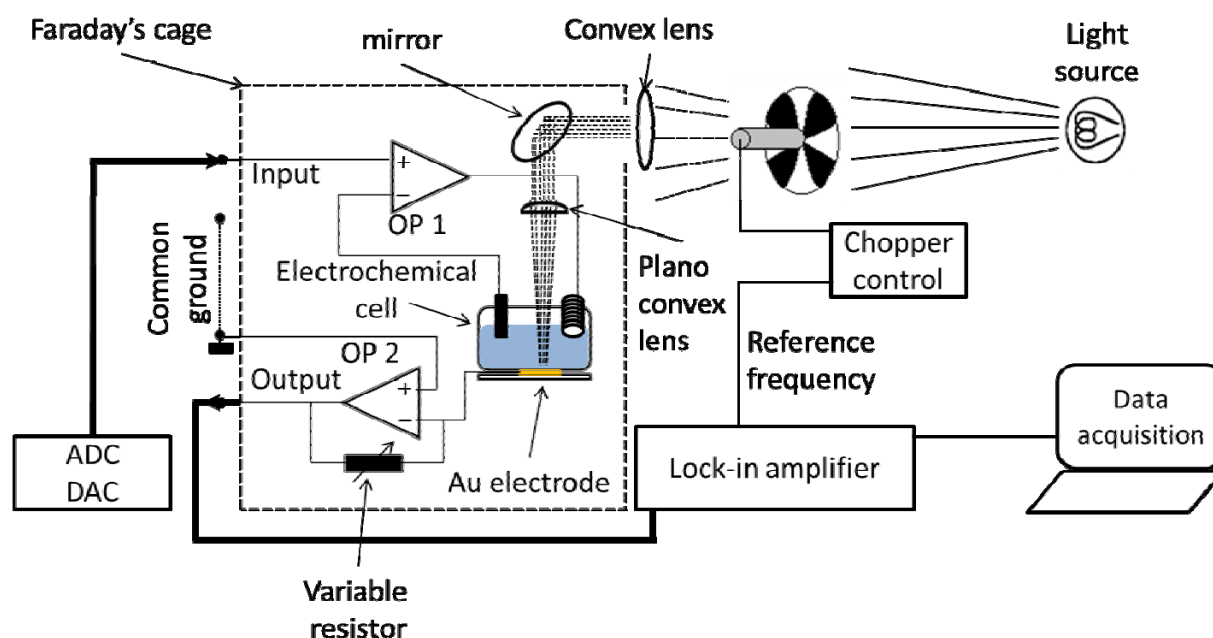 Faraday's cage
mirror
Convex lens
Light
source
Input
+
−
OP 1
Common
ground
Electrochemical
cell
Plano
convex
lens
Chopper
control
OP 2
Output
+
−
Reference
frequency
Data
acquisition
ADC
DAC
Au electrode
Lock-in amplifier
Variable
resistor